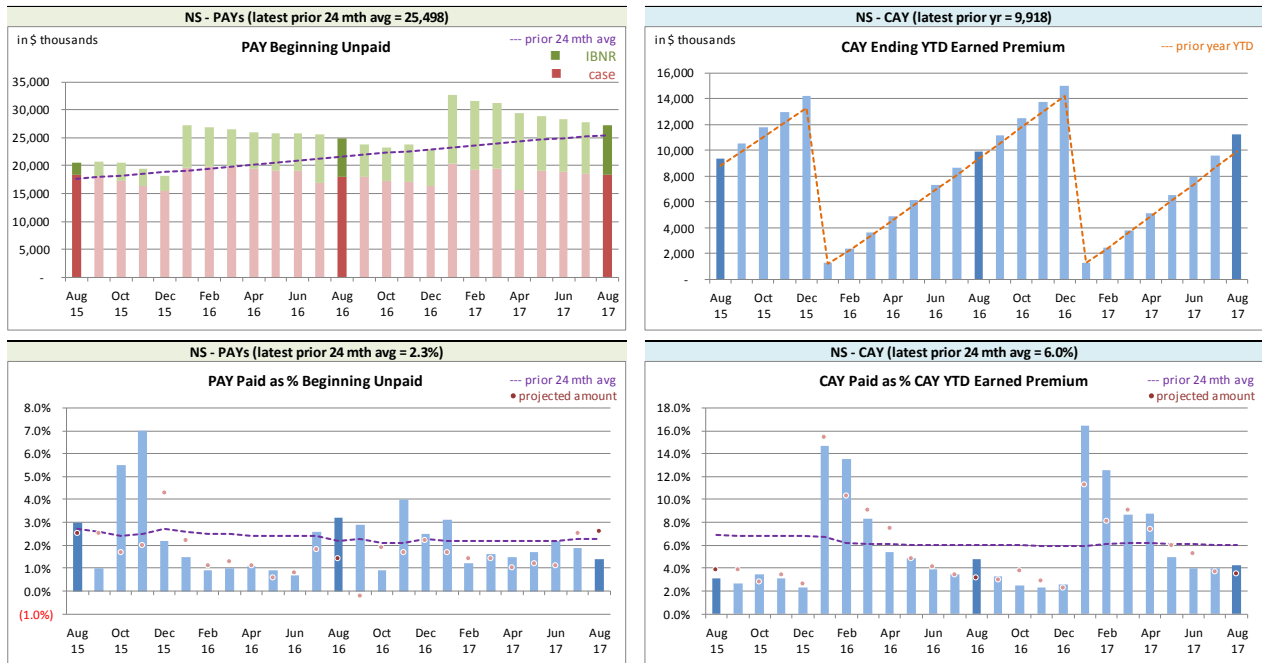 NS - PAYs (latest prior 24 mth avg = 25,498)
in $ thousands
PAY Beginning Unpaid
--- prior 24 mth avg
IBNR
case
35,000
30,000
25,000
20,000
15,000
10,000
5,000
-
Aug Oct Dec Feb Apr Jun Aug Oct Dec Feb Apr Jun Aug
15 15 15 16 16 16 16 16 16 17 17 17 17
NS - CAY (latest prior yr = 9,918)
in $ thousands
CAY Ending YTD Earned Premium
--- prior year YTD
16,000
14,000
12,000
10,000
8,000
6,000
4,000
2,000
-
Aug Oct Dec Feb Apr Jun Aug Oct Dec Feb Apr Jun Aug
15 15 15 16 16 16 16 16 16 17 17 17 17
NS - PAYs (latest prior 24 mth avg = 2.3%)
PAY Paid as % Beginning Unpaid
--- prior 24 mth avg
projected amount
8.0%
7.0%
6.0%
5.0%
4.0%
3.0%
2.0%
1.0%
0.0%
(1.0%)
Aug Oct Dec Feb Apr Jun Aug Oct Dec Feb Apr Jun Aug
15 15 15 16 16 16 16 16 16 17 17 17 17
NS - CAY (latest prior 24 mth avg = 6.0%)
CAY Paid as % CAY YTD Earned Premium
--- prior 24 mth avg
projected amount
18.0%
16.0%
14.0%
12.0%
10.0%
8.0%
6.0%
4.0%
2.0%
0.0%
Aug Oct Dec Feb Apr Jun Aug Oct Dec Feb Apr Jun Aug
15 15 15 16 16 16 16 16 16 17 17 17 17